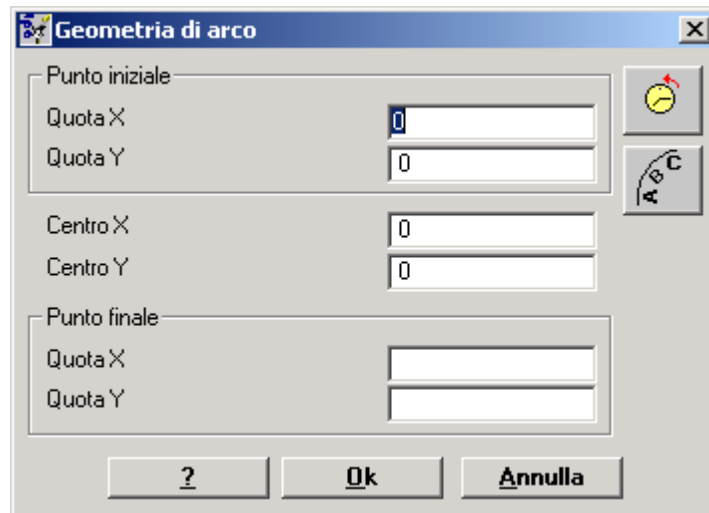 Geometria di arco
Punto iniziale
Quota X 0
Quota Y 0
A B C
Centro X 0
Centro Y 0
Punto finale
Quota X
Quota Y
? Ok Annulla